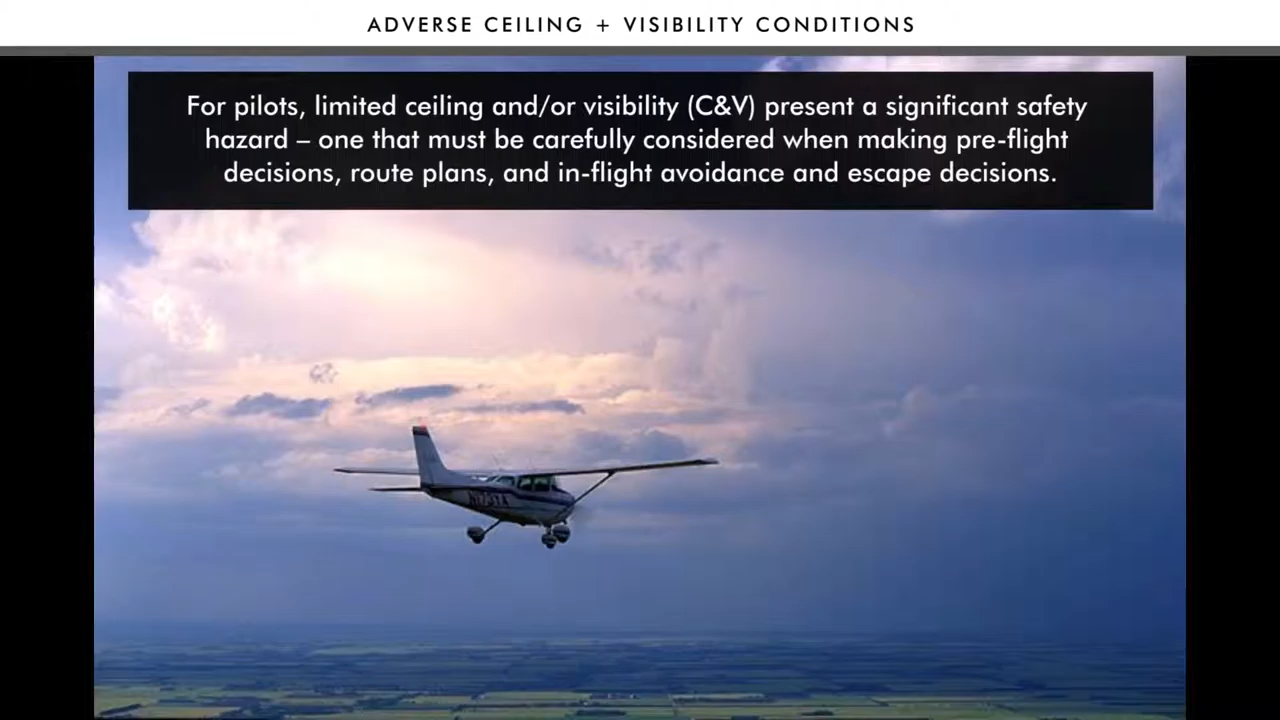 ADVERSE CEILING + VISIBILITY CONDITIONS
For pilots, limited ceiling and/or visibility (C&V) present a significant safety
hazard – one that must be carefully considered when making pre-flight
decisions, route plans, and in-flight avoidance and escape decisions.